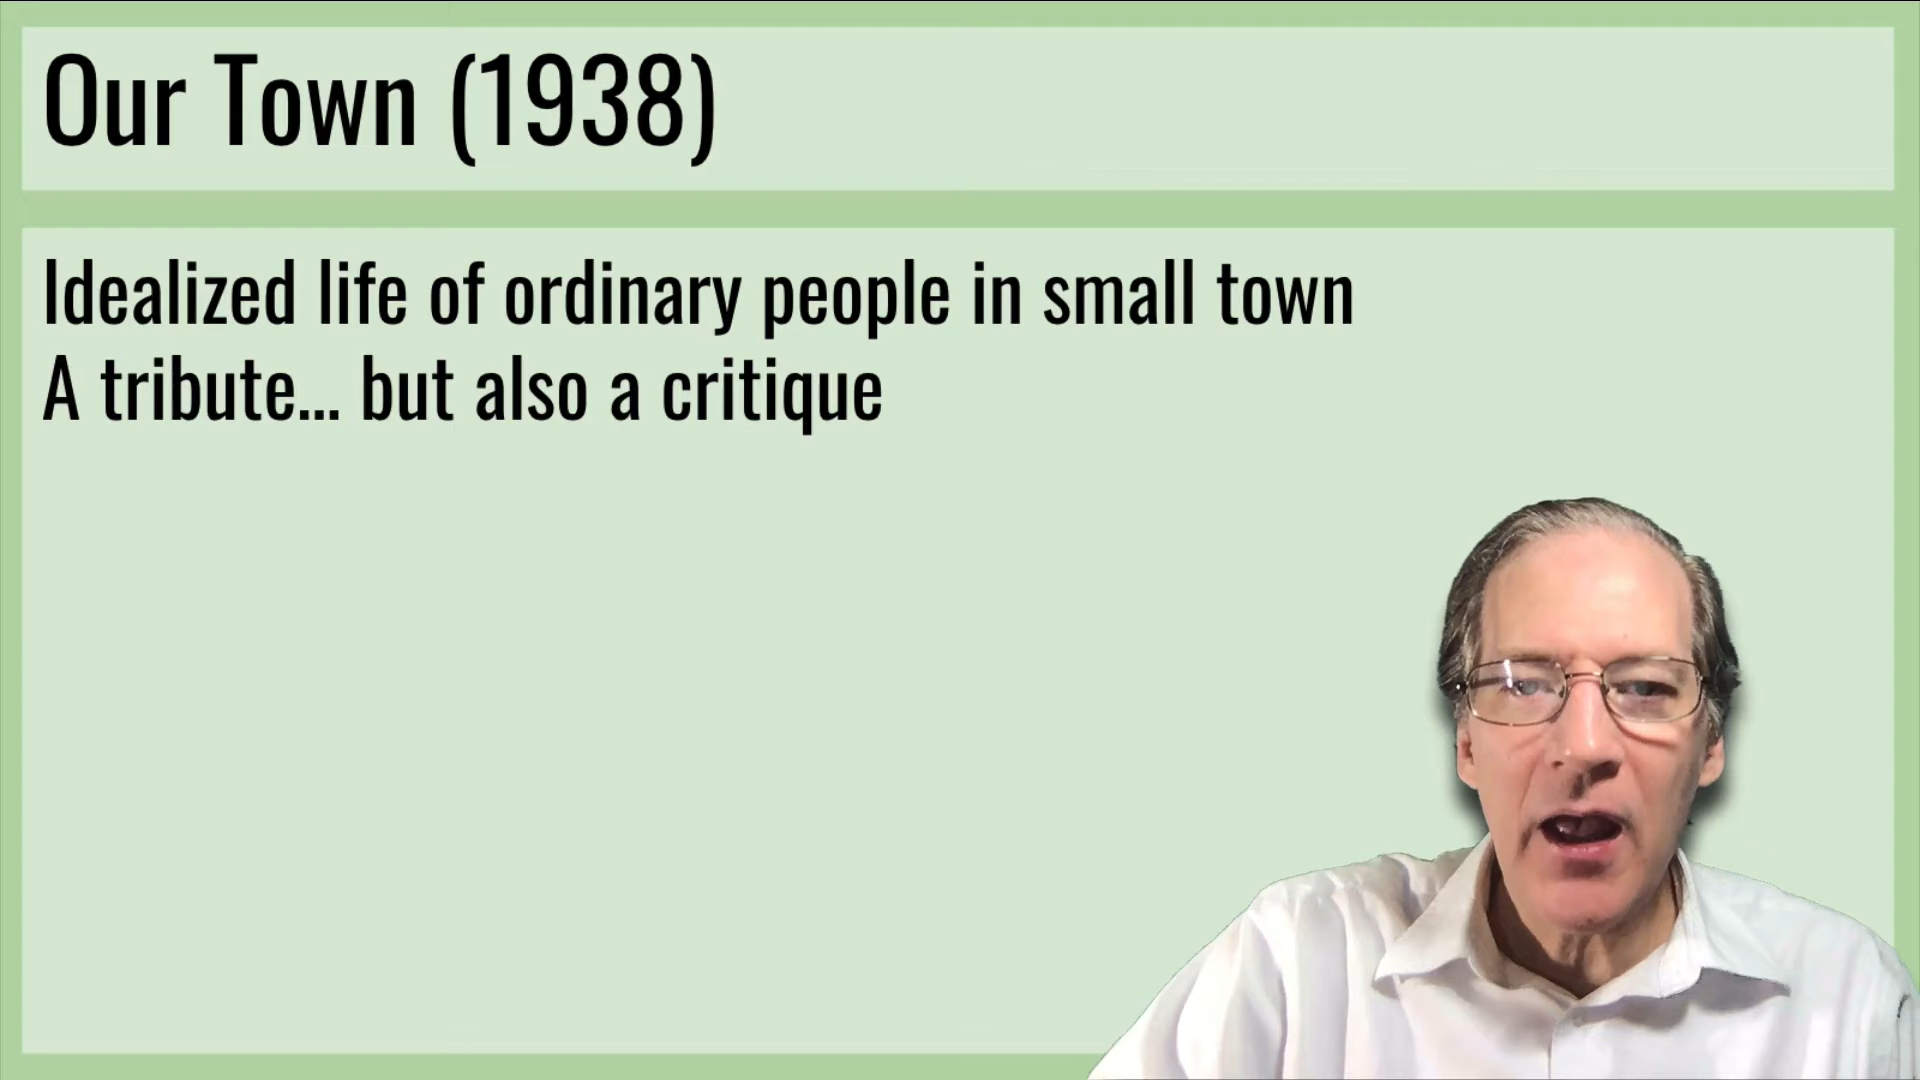 Our Town (1938)
Idealized life of ordinary people in small town
A tribute... but also a critique